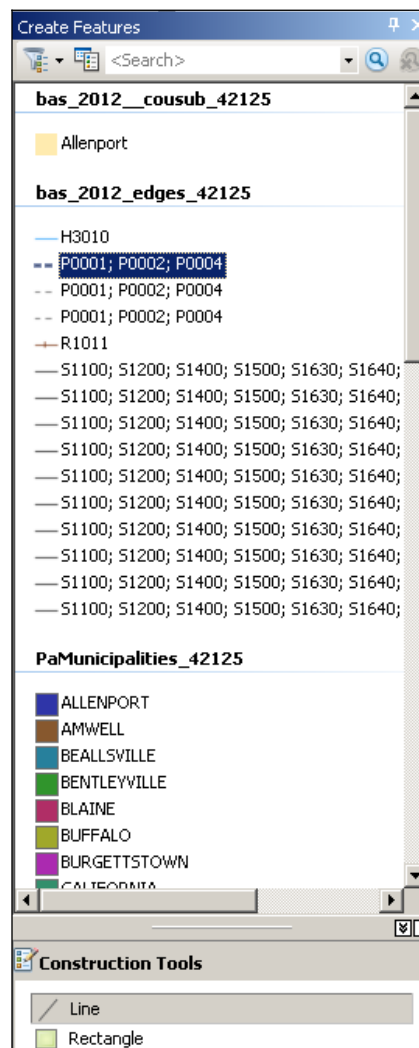 Create Features
<Search>
bas_2012__cousub_42125
Allenport
bas_2012_edges_42125
H3010
P0001; P0002; P0004
P0001; P0002; P0004
P0001; P0002; P0004
R1011
S1100; S1200; S1400; S1500; S1630; S1640;
S1100; S1200; S1400; S1500; S1630; S1640;
S1100; S1200; S1400; S1500; S1630; S1640;
S1100; S1200; S1400; S1500; S1630; S1640;
S1100; S1200; S1400; S1500; S1630; S1640;
S1100; S1200; S1400; S1500; S1630; S1640;
S1100; S1200; S1400; S1500; S1630; S1640;
S1100; S1200; S1400; S1500; S1630; S1640;
S1100; S1200; S1400; S1500; S1630; S1640;
S1100; S1200; S1400; S1500; S1630; S1640;
PaMunicipalities_42125
ALLENPORT
AMWELL
BEALLSVILLE
BENTLEYVILLE
BLAINE
BUFFALO
BURGETTSTOWN
CALIFORNIA
Construction Tools
Line
Rectangle